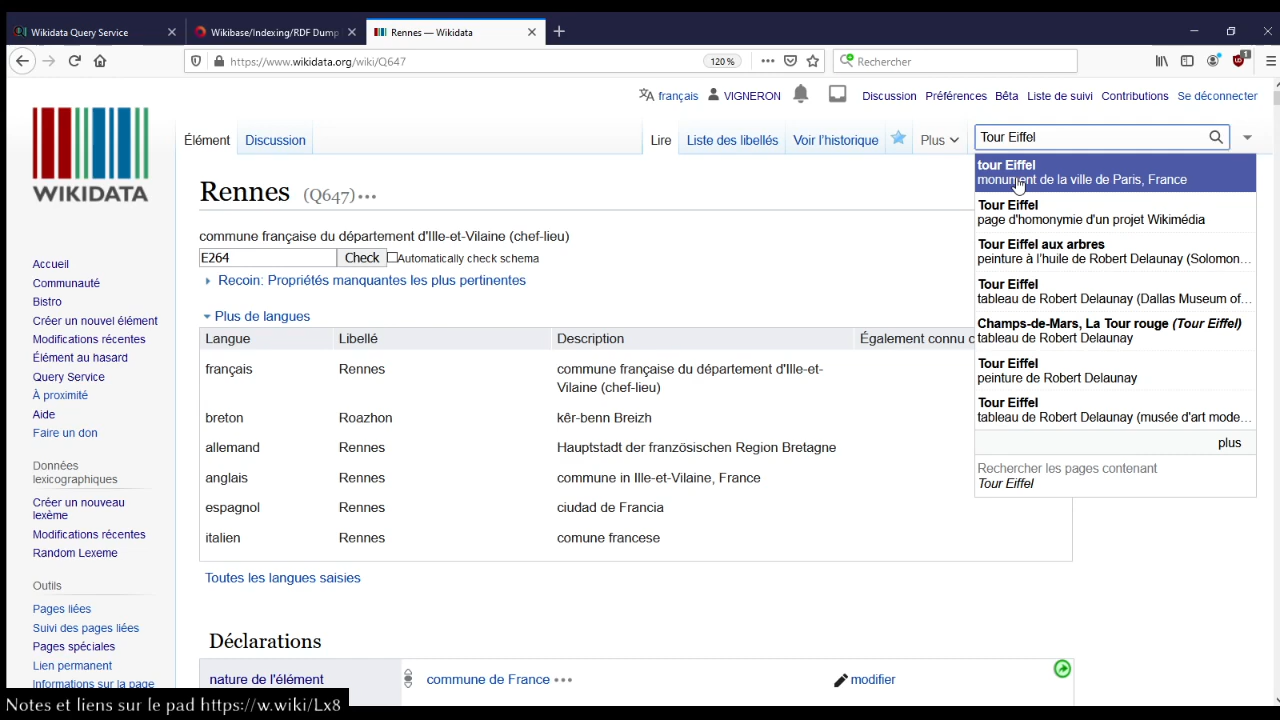 Wikidata Query Service
Wikibase/Indexing/RDF Dump
Rennes — Wikidata
https://www.wikidata.org/wiki/Q647
120 %
Rechercher
1
français
VIGNERON
Discussion
Préférences
Bêta
Liste de suivi
Contributions
Se déconnecter
WIKIDATA
Élément
Discussion
Lire
Liste des libellés
Voir l'historique
Plus
Tour Eiffel
tour Eiffel
monument de la ville de Paris, France
Tour Eiffel
page d'homonymie d'un projet Wikimédia
Tour Eiffel aux arbres
peinture à l'huile de Robert Delaunay (Solomon...
Tour Eiffel
tableau de Robert Delaunay (Dallas Museum of...
Champs-de-Mars, La Tour rouge (Tour Eiffel)
tableau de Robert Delaunay
Tour Eiffel
peinture de Robert Delaunay
Tour Eiffel
tableau de Robert Delaunay (musée d'art mode...
plus
Rechercher les pages contenant
Tour Eiffel
Rennes (Q647)
commune française du département d'Ille-et-Vilaine (chef-lieu)
E264 Check Automatically check schema
Recoin: Propriétés manquantes les plus pertinentes
Plus de langues
Langue Libellé Description Également connu c
français Rennes commune française du département d'Ille-et-
Vilaine (chef-lieu)
breton Roazhon kêr-benn Breizh
allemand Rennes Hauptstadt der französischen Region Bretagne
anglais Rennes commune in Ille-et-Vilaine, France
espagnol Rennes ciudad de Francia
italien Rennes comune francese
Toutes les langues saisies
Déclarations
nature de l'élément commune de France modifier
Accueil
Communauté
Bistro
Créer un nouvel élément
Modifications récentes
Élément au hasard
Query Service
À proximité
Aide
Faire un don
Données
lexicographiques
Créer un nouveau
lexème
Modifications récentes
Random Lexeme
Outils
Pages liées
Suivi des pages liées
Pages spéciales
Lien permanent
Informations sur la page
Notes et liens sur le pad https://w.wiki/Lx8